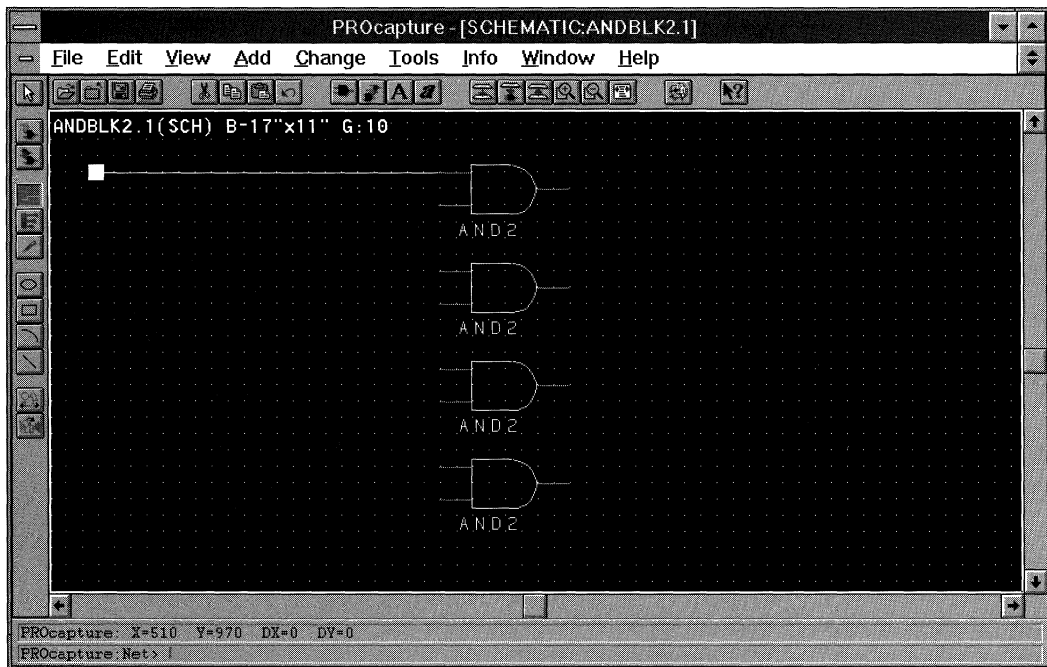 PROcapture - [SCHEMATIC:ANDBLK2.1]
File Edit View Add Change Tools Info Window Help
A a
ANDBLK2.1(SCH) B-17"x11" G:10
AND2
AND2
AND2
AND2
PROcapture: X=510 Y=970 DX=0 DY=0
PROcapture:Net>